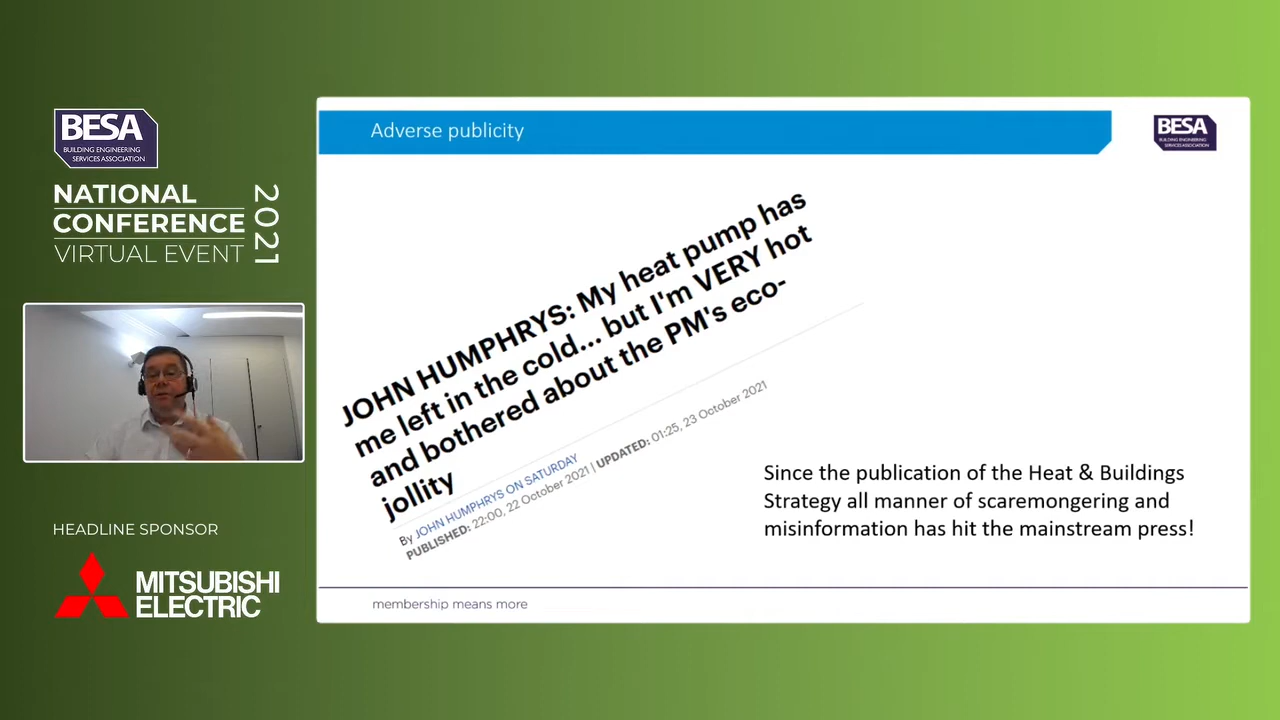 BESA
BUILDING ENGINEERING
SERVICES ASSOCIATION
NATIONAL
CONFERENCE
VIRTUAL EVENT
2021
HEADLINE SPONSOR
MITSUBISHI
ELECTRIC
Adverse publicity
BESA
BUILDING ENGINEERING
SERVICES ASSOCIATION
JOHN HUMPHRYS: My heat pump has
me left in the cold... but I'm VERY hot
and bothered about the PM's eco-
jollity
By JOHN HUMPHRYS ON SATURDAY
PUBLISHED: 22:00, 22 October 2021 | UPDATED: 01:25, 23 October 2021
Since the publication of the Heat & Buildings
Strategy all manner of scaremongering and
misinformation has hit the mainstream press!
membership means more